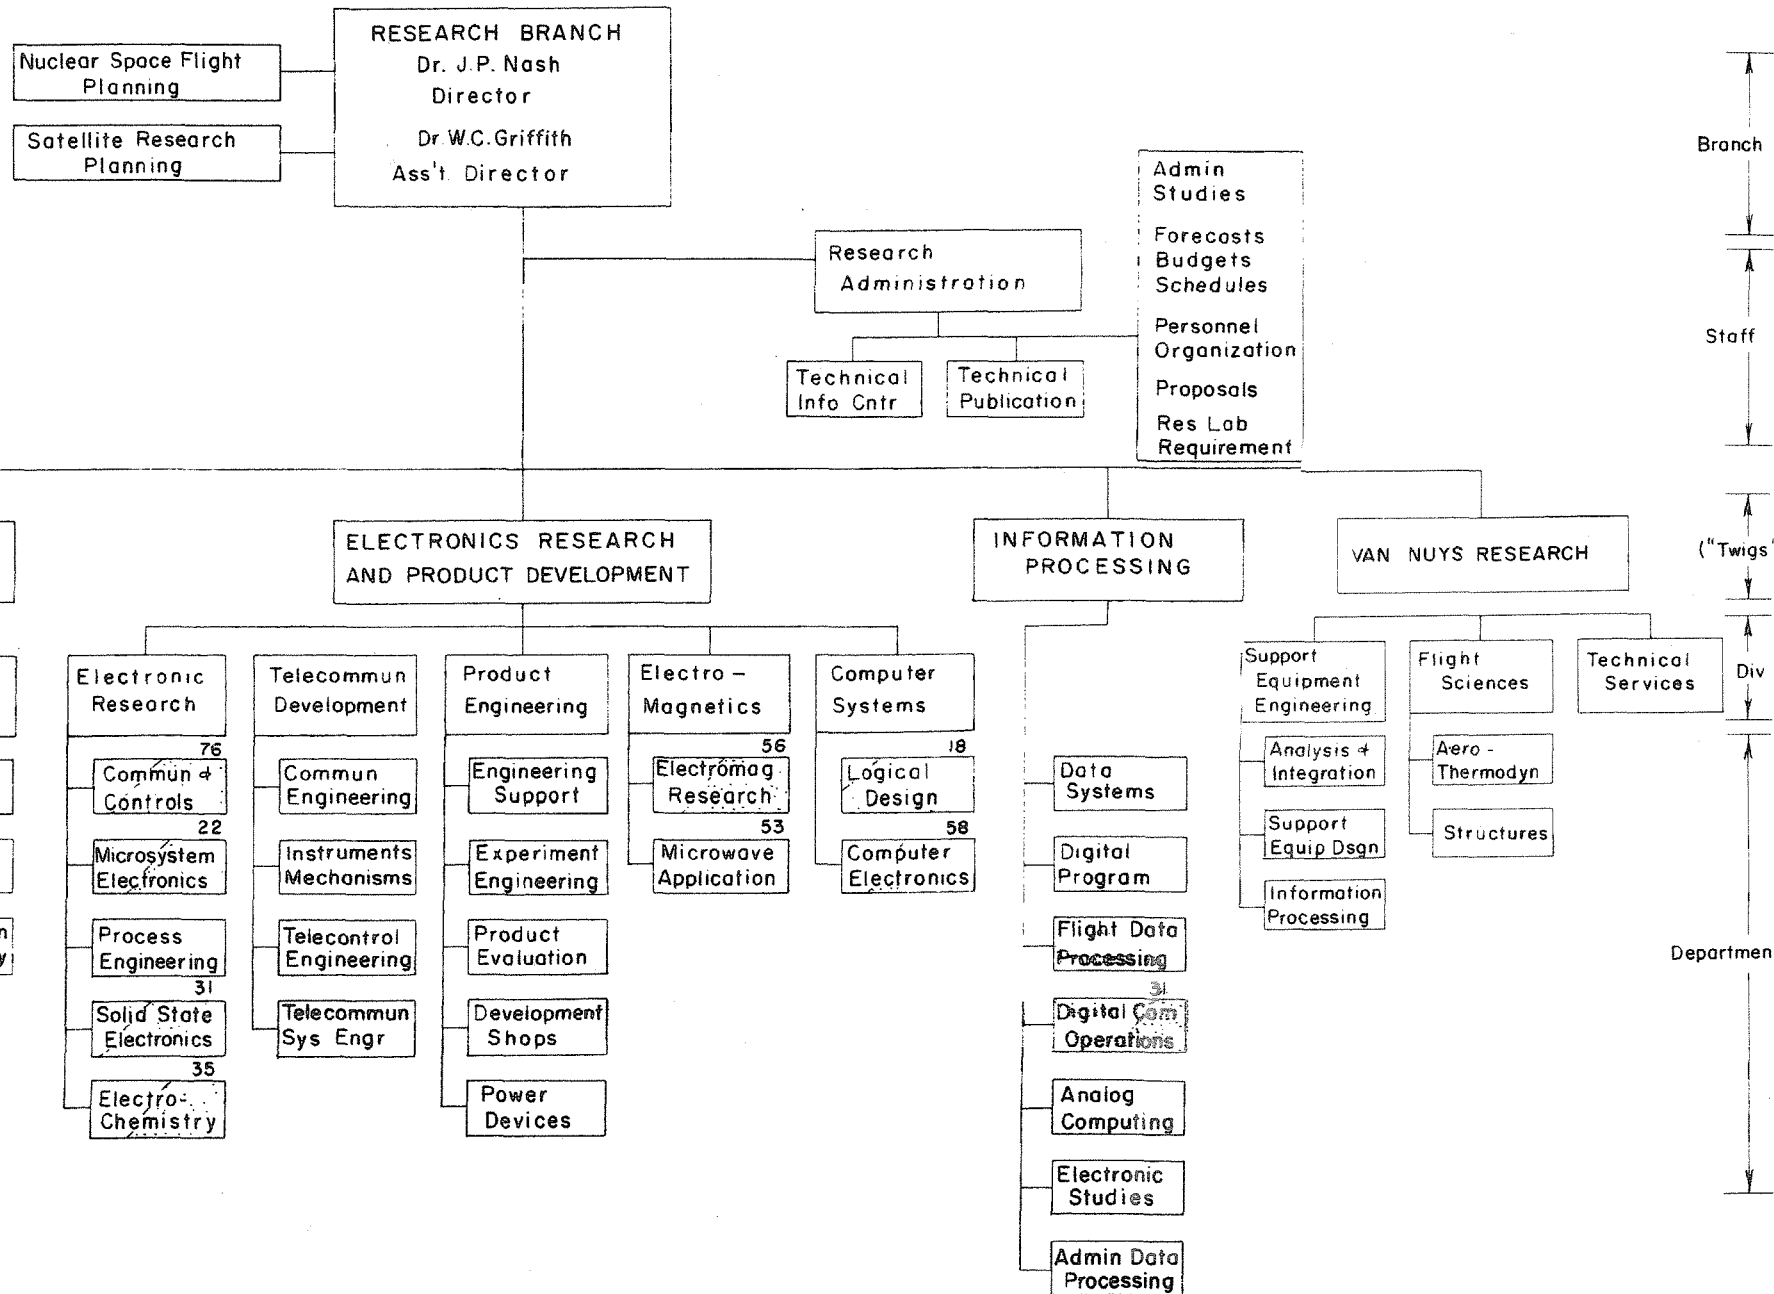 RESEARCH BRANCH
Dr. J.P. Nash
Director
Dr. W.C. Griffith
Ass't. Director
Nuclear Space Flight
Planning
Satellite Research
Planning
Research
Administration
Technical
Info Cntr
Technical
Publication
Admin
Studies
Forecasts
Budgets
Schedules
Personnel
Organization
Proposals
Res Lab
Requirement
Branch
Staff
("Twigs"
Div
Departmen
ELECTRONICS RESEARCH
AND PRODUCT DEVELOPMENT
INFORMATION
PROCESSING
VAN NUYS RESEARCH
Electronic
Research
76
Commun &
Controls
22
Microsystem
Electronics
Process
Engineering
31
Solid State
Electronics
35
Electro-
Chemistry
Telecommun
Development
Commun
Engineering
Instruments
Mechanisms
Telecontrol
Engineering
Telecommun
Sys Engr
Product
Engineering
Engineering
Support
Experiment
Engineering
Product
Evaluation
Development
Shops
Power
Devices
Electro-
Magnetics
56
Electromag
Research
53
Microwave
Application
Computer
Systems
18
Logical
Design
58
Computer
Electronics
Data
Systems
Digital
Program
Flight Data
Processing
31
Digital Com
Operations
Analog
Computing
Electronic
Studies
Admin Data
Processing
Support
Equipment
Engineering
Analysis &
Integration
Support
Equip Dsgn
Information
Processing
Flight
Sciences
Aero-
Thermodyn
Structures
Technical
Services
n
y